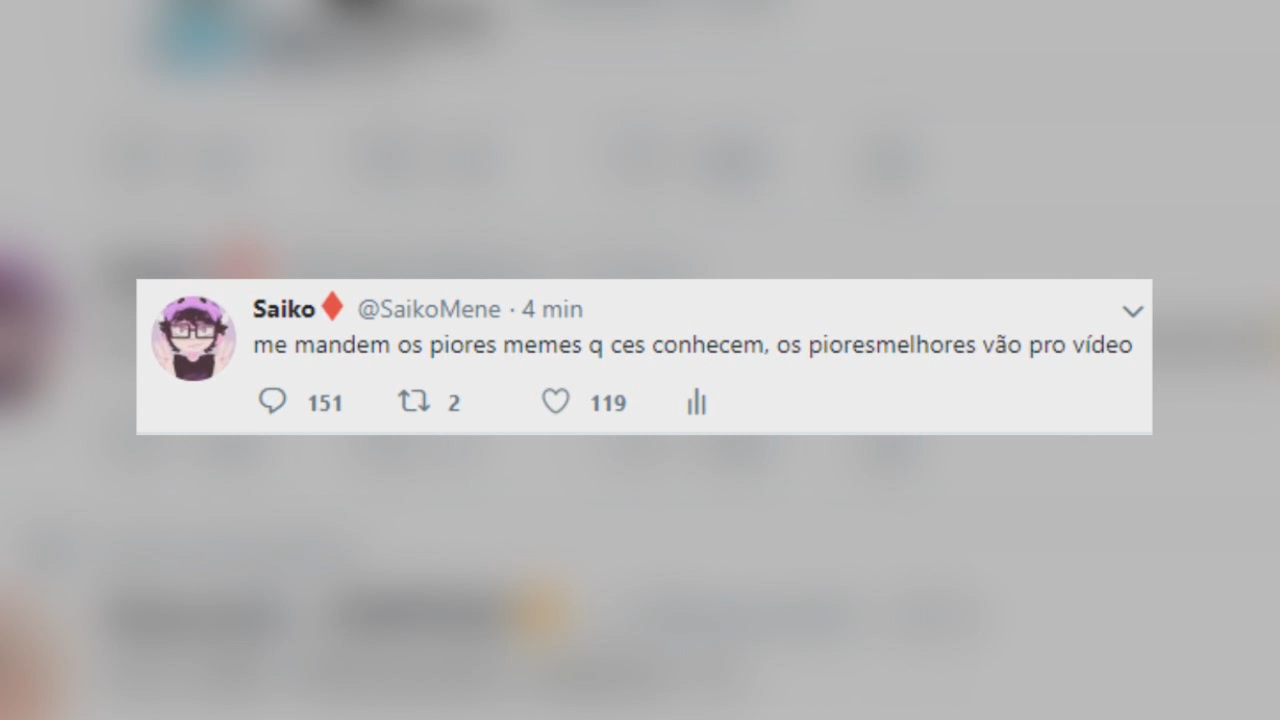 Saiko♦️ @SaikoMene · 4 min
me mandem os piores memes q ces conhecem, os pioresmelhores vão pro vídeo
151 2 119